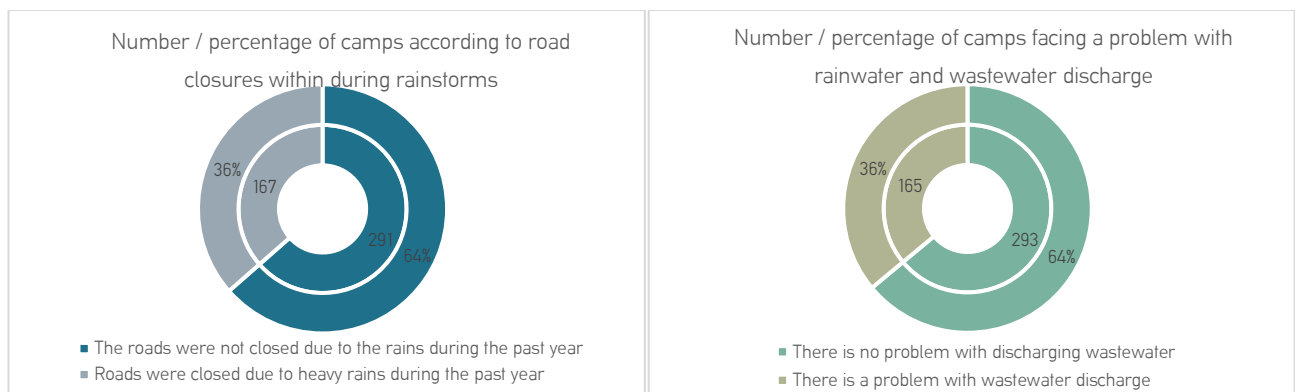 Number / percentage of camps according to road
closures within during rainstorms
36%
167
291
64%
The roads were not closed due to the rains during the past year
Roads were closed due to heavy rains during the past year
Number / percentage of camps facing a problem with
rainwater and wastewater discharge
36%
165
293
64%
There is no problem with discharging wastewater
There is a problem with wastewater discharge